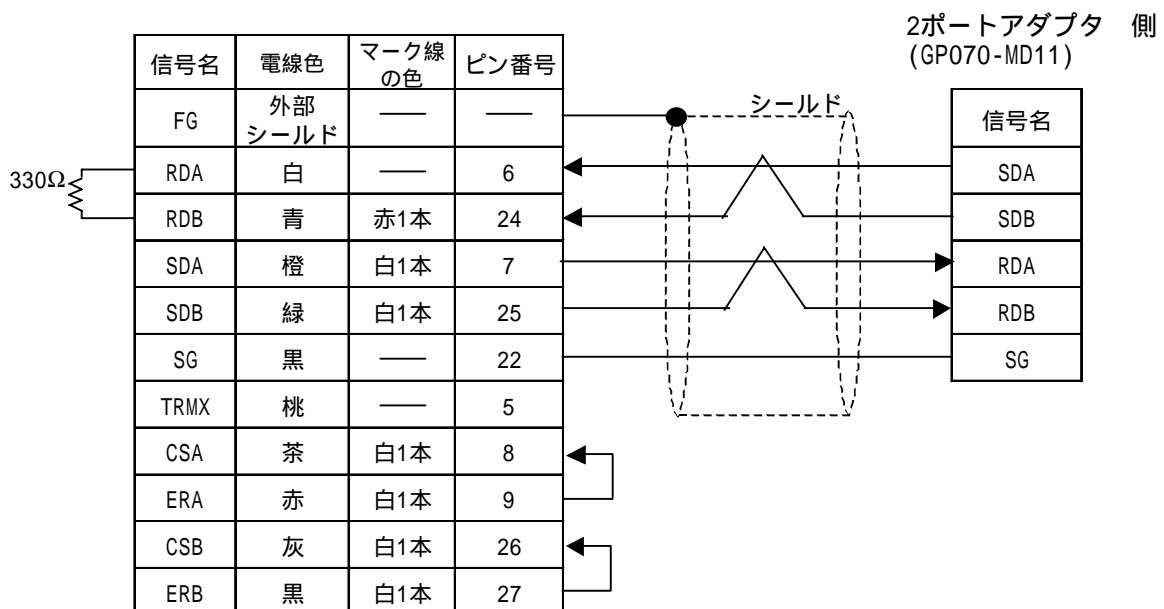 2ポートアダプタ 側
(GP070-MD11)
信号名 電線色 マーク線の色 ピン番号
シールド
信号名
FG 外部シールド ── ──
330Ω
RDA 白 ── 6 SDA
RDB 青 赤1本 24 SDB
SDA 橙 白1本 7 RDA
SDB 緑 白1本 25 RDB
SG 黒 ── 22 SG
TRMX 桃 ── 5
CSA 茶 白1本 8
ERA 赤 白1本 9
CSB 灰 白1本 26
ERB 黒 白1本 27